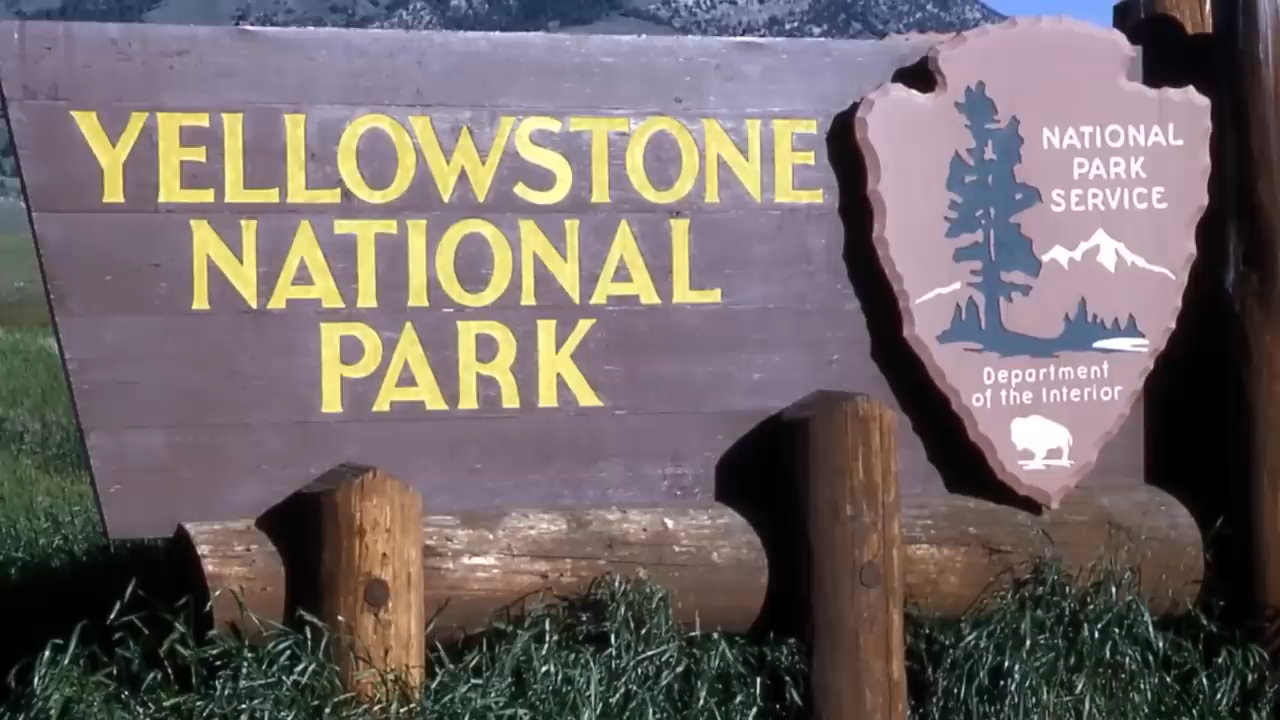 YELLOWSTONE
NATIONAL
PARK
NATIONAL
PARK
SERVICE
Department
of the Interior